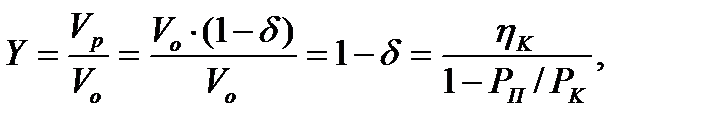 Y = V_p / V_o = V_o · (1 − δ) / V_o = 1 − δ = η_K / (1 − P_П / P_K) ,